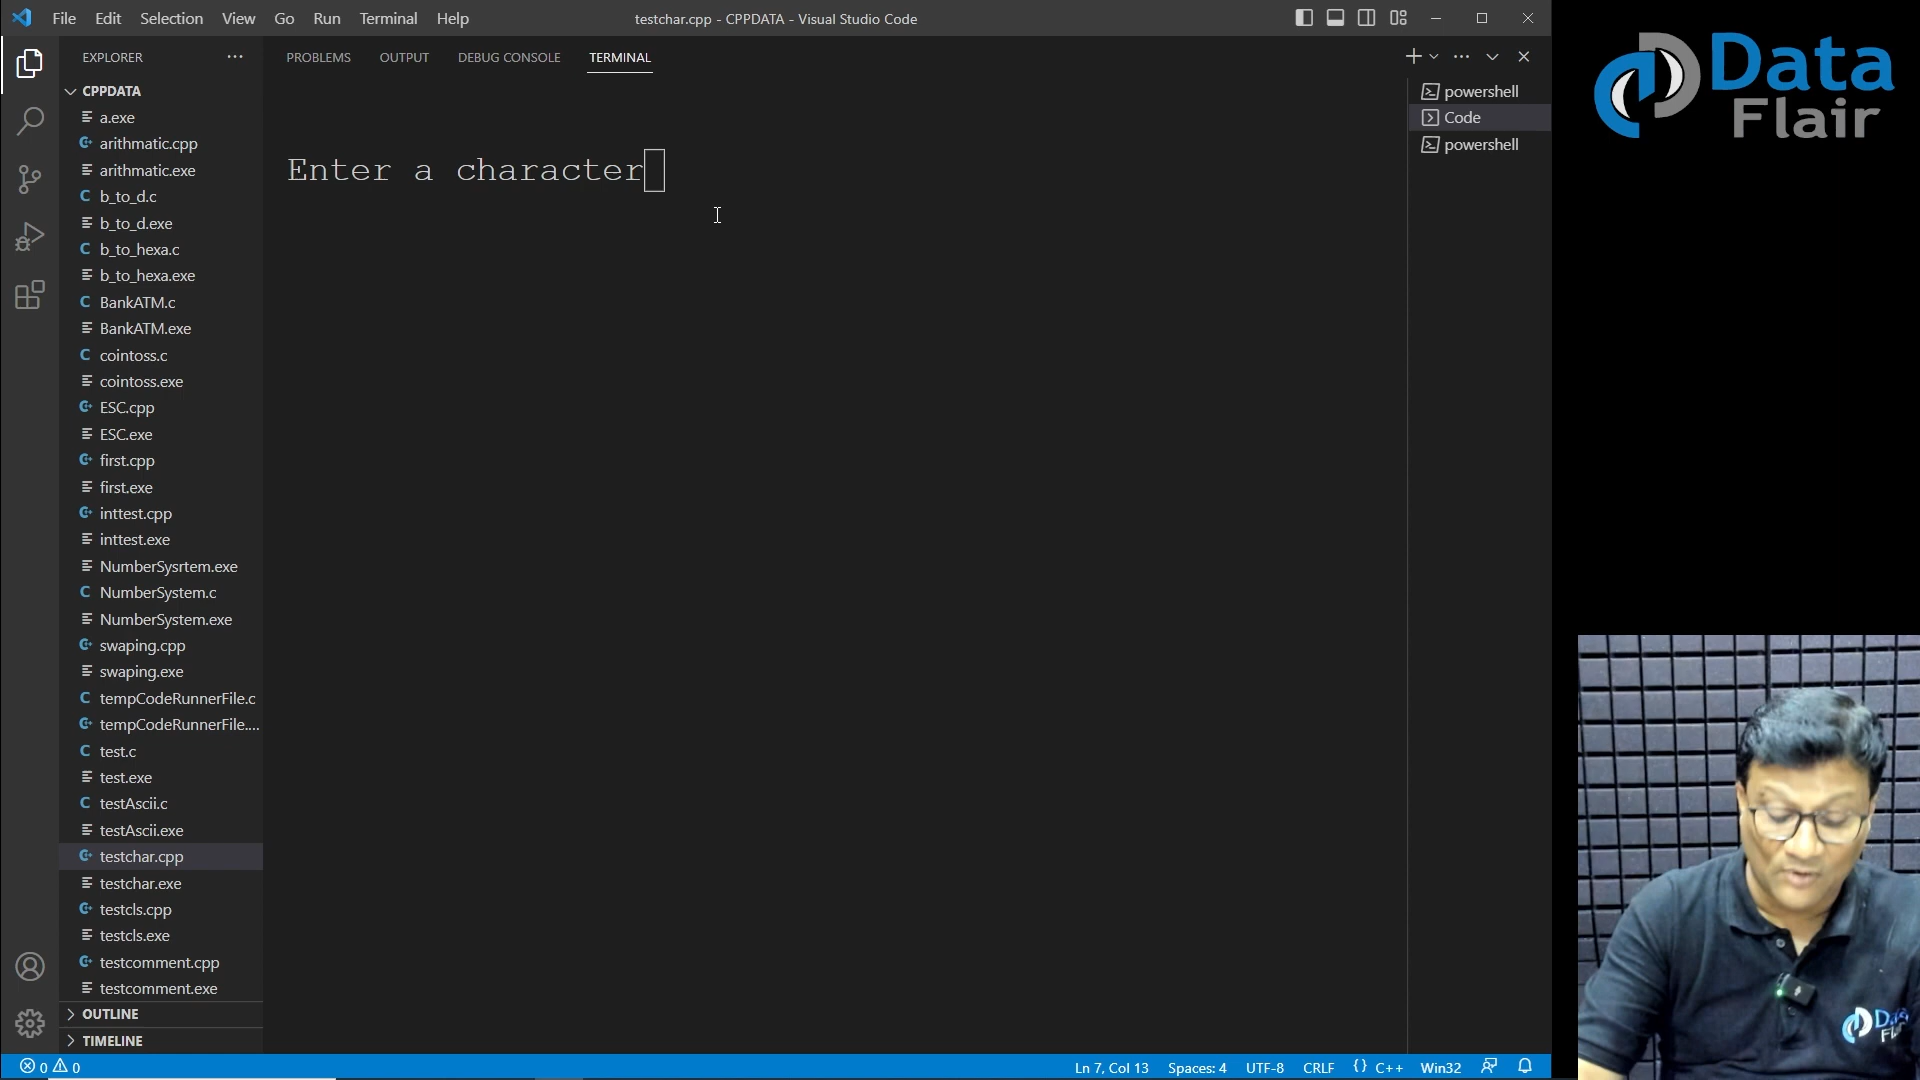 File Edit Selection View Go Run Terminal Help
testchar.cpp - CPPDATA - Visual Studio Code
EXPLORER
CPPDATA
a.exe
arithmatic.cpp
arithmatic.exe
b_to_d.c
b_to_d.exe
b_to_hexa.c
b_to_hexa.exe
BankATM.c
BankATM.exe
cointoss.c
cointoss.exe
ESC.cpp
ESC.exe
first.cpp
first.exe
inttest.cpp
inttest.exe
NumberSysrtem.exe
NumberSystem.c
NumberSystem.exe
swaping.cpp
swaping.exe
tempCodeRunnerFile.c
tempCodeRunnerFile....
test.c
test.exe
testAscii.c
testAscii.exe
testchar.cpp
testchar.exe
testcls.cpp
testcls.exe
testcomment.cpp
testcomment.exe
OUTLINE
TIMELINE
PROBLEMS OUTPUT DEBUG CONSOLE TERMINAL
Enter a character
powershell
Code
powershell
0 0
Ln 7, Col 13 Spaces: 4 UTF-8 CRLF {} C++ Win32
Data
Flair